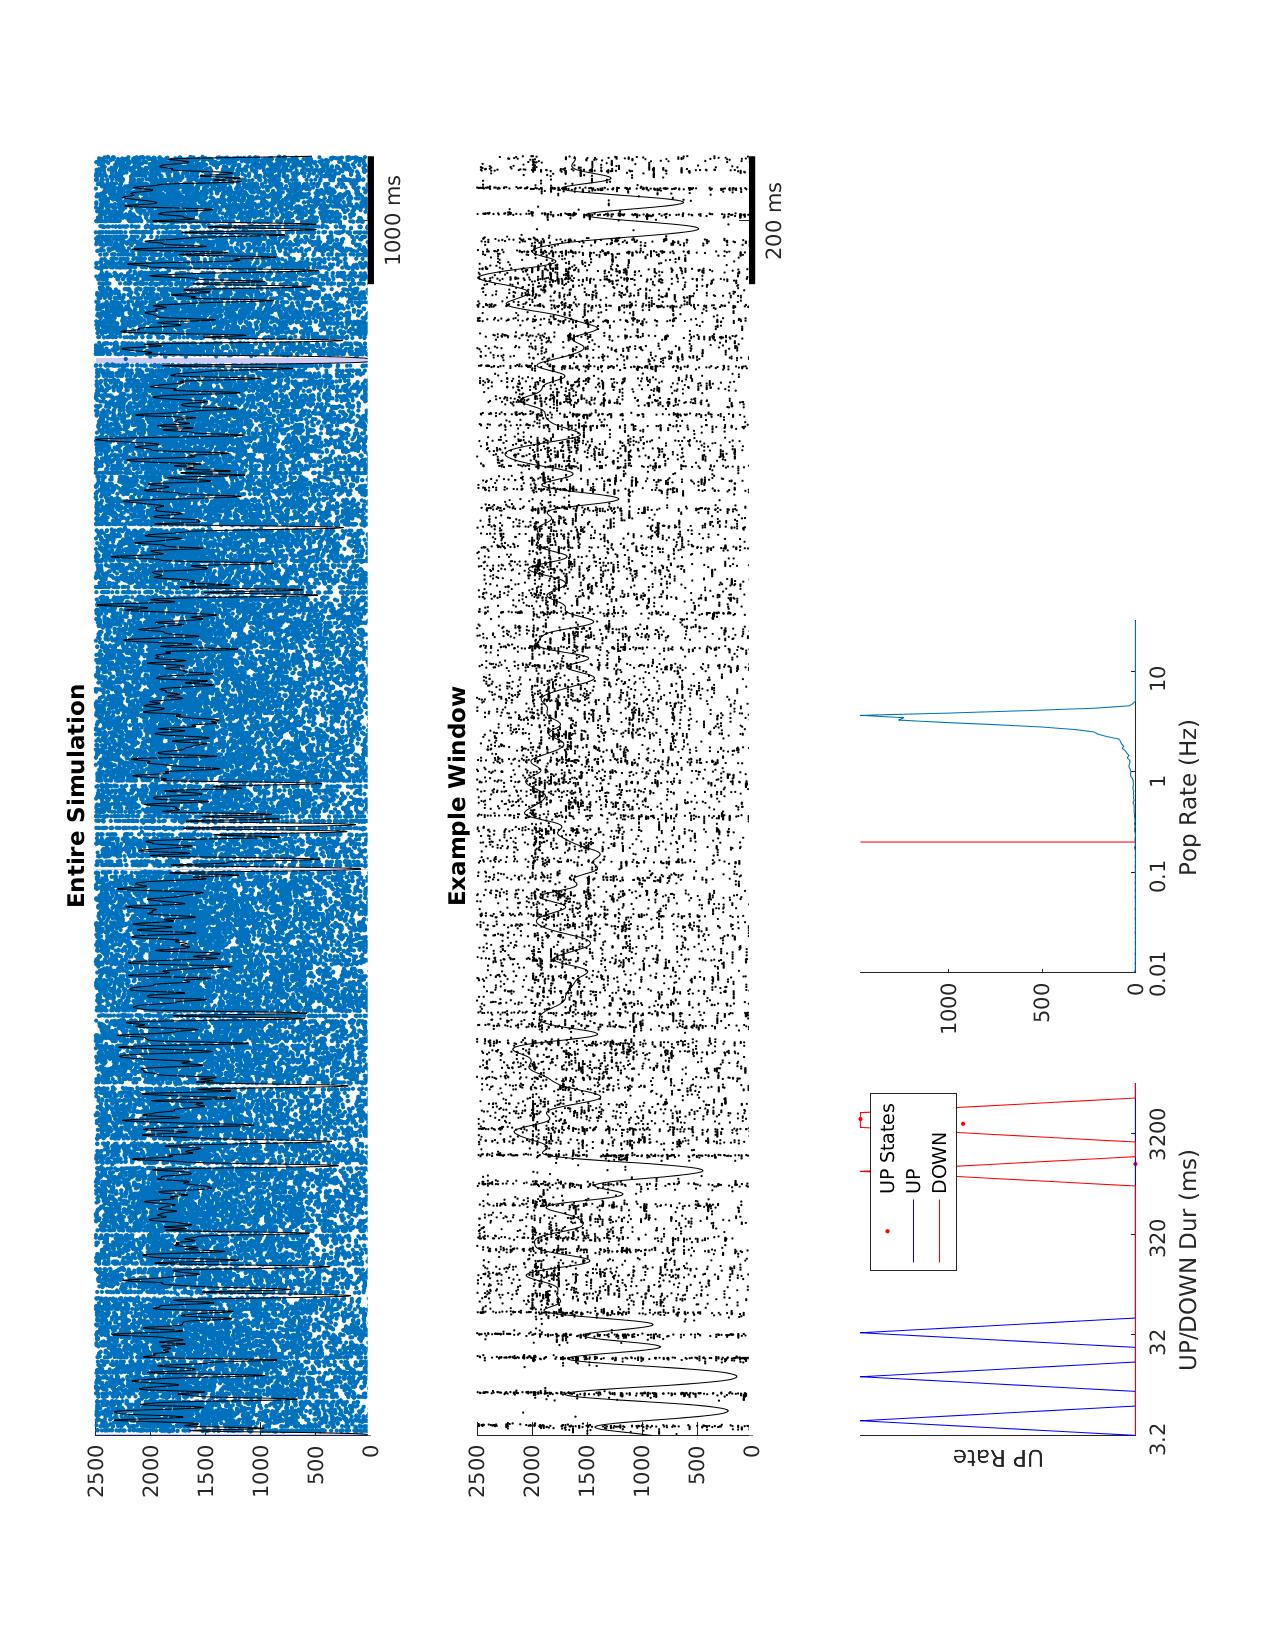 Entire Simulation
2500
2000
1500
1000
500
0
1000 ms
Example Window
2500
2000
1500
1000
500
0
200 ms
UP Rate
UP States
UP
DOWN
3.2
32
320
3200
UP/DOWN Dur (ms)
1000
500
0
0.01
0.1
1
10
Pop Rate (Hz)